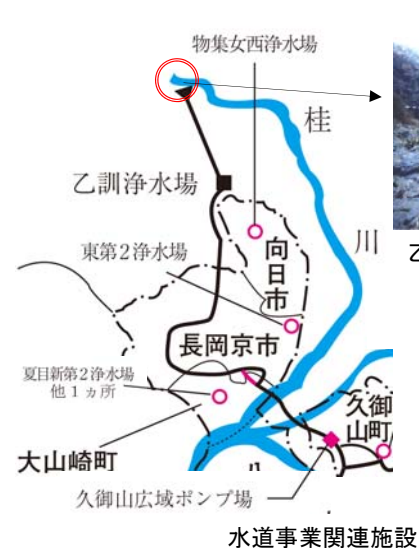 物集女西浄水場
桂
川
乙訓浄水場
向日市
東第2浄水場
長岡京市
夏目新第2浄水場
他1ヵ所
久御
山町
大山崎町
久御山広域ポンプ場
水道事業関連施設